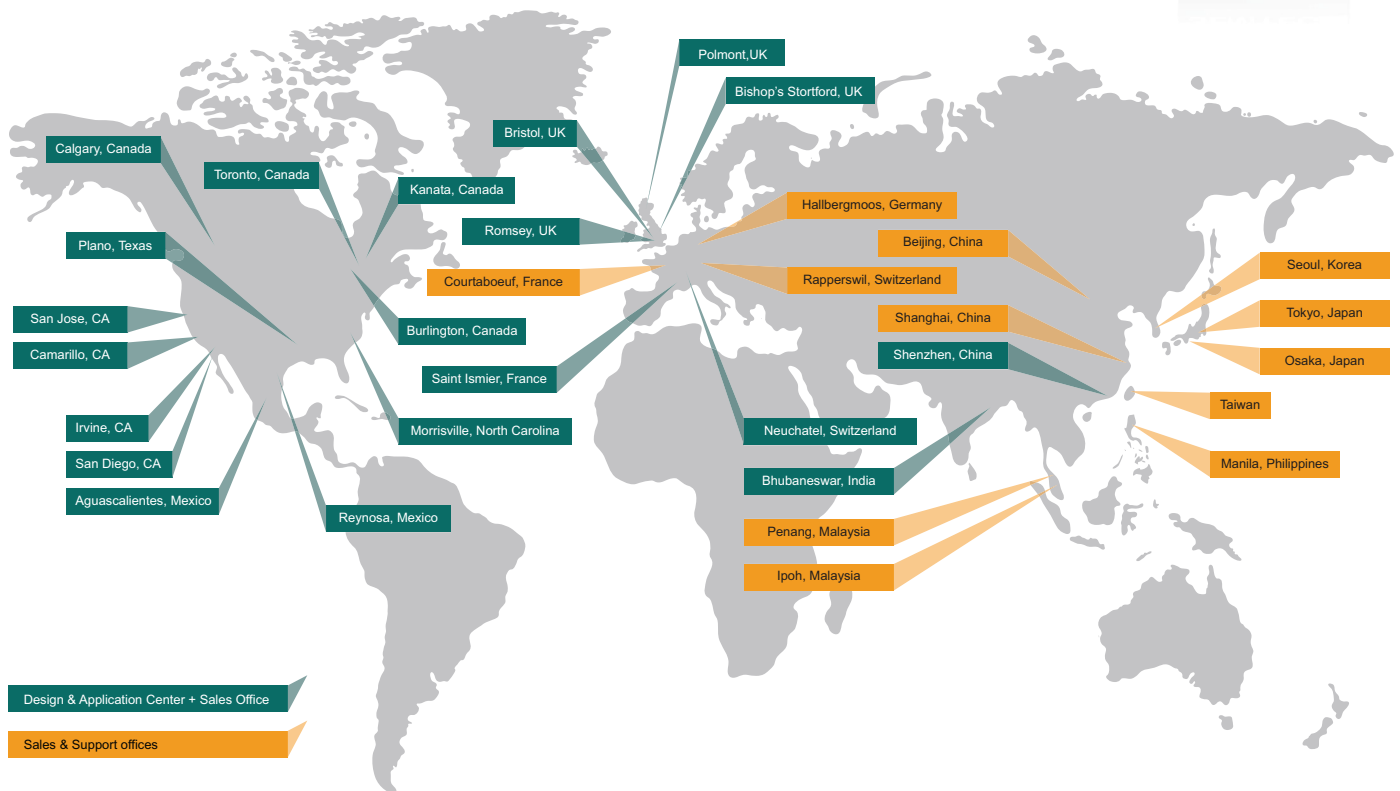 Polmont,UK
Bishop's Stortford, UK
Bristol, UK
Calgary, Canada
Toronto, Canada
Kanata, Canada
Hallbergmoos, Germany
Romsey, UK
Beijing, China
Plano, Texas
Seoul, Korea
Courtaboeuf, France
Rapperswil, Switzerland
San Jose, CA
Shanghai, China
Tokyo, Japan
Burlington, Canada
Camarillo, CA
Shenzhen, China
Osaka, Japan
Saint Ismier, France
Taiwan
Irvine, CA
Morrisville, North Carolina
Neuchatel, Switzerland
San Diego, CA
Manila, Philippines
Bhubaneswar, India
Aguascalientes, Mexico
Reynosa, Mexico
Penang, Malaysia
Ipoh, Malaysia
Design & Application Center + Sales Office
Sales & Support offices